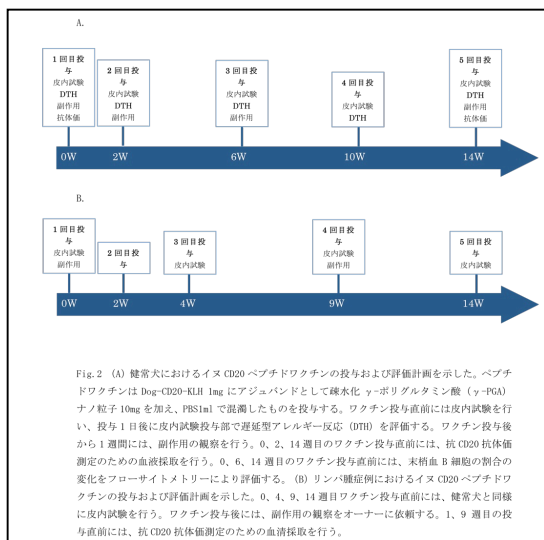 A.
1 回目投
与
皮内試験
DTH
副作用
抗体価
2 回目投
与
皮内試験
DTH
副作用
3 回目投
与
皮内試験
DTH
副作用
4 回目投
与
皮内試験
DTH
5 回目投
与
皮内試験
DTH
副作用
抗体価
0W
2W
6W
10W
14W
B.
1 回目投
与
皮内試験
副作用
2 回目投
与
3 回目投
与
皮内試験
4 回目投
与
皮内試験
副作用
5 回目投
与
皮内試験
0W
2W
4W
9W
14W
Fig.2 (A) 健常犬におけるイヌ CD20 ペプチドワクチンの投与および評価計画を示した。ペプ
チドワクチンは Dog-CD20-KLH 1mg にアジュバンドとして疎水化 γ-ポリグルタミン酸 (γ-PGA)
ナノ粒子 10mg を加え、PBS1ml で混濁したものを投与する。ワクチン投与直前には皮内試験を行
い、投与 1 日後に皮内試験投与部で遅延型アレルギー反応 (DTH) を評価する。ワクチン投与後
から 1 週間には、副作用の観察を行う。0、2、14 週目のワクチン投与直前には、抗 CD20 抗体価
測定のための血液採取を行う。0、6、14 週目のワクチン投与直前には、末梢血 B 細胞の割合の
変化をフローサイトメトリーにより評価する。(B) リンパ腫症例におけるイヌ CD20 ペプチドワ
クチンの投与および評価計画を示した。0、4、9、14 週目ワクチン投与直前には、健常犬と同様
に皮内試験を行う。ワクチン投与後には、副作用の観察をオーナーに依頼する。1、9 週目の投
与直前には、抗 CD20 抗体価測定のための血清採取を行う。